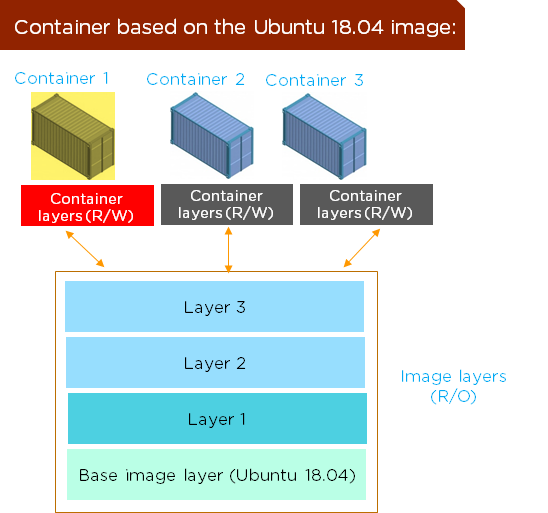 Container based on the Ubuntu 18.04 image:
Container 1
Container 2
Container 3
Container
layers(R/W)
Container
layers(R/W)
Container
layers(R/W)
Layer 3
Layer 2
Layer 1
Base image layer (Ubuntu 18.04)
Image layers
(R/O)